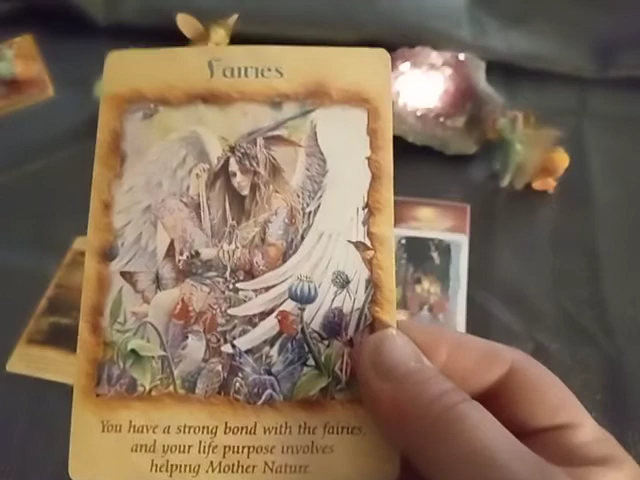 Fairies
You have a strong bond with the fairies,
and your life purpose involves
helping Mother Nature.